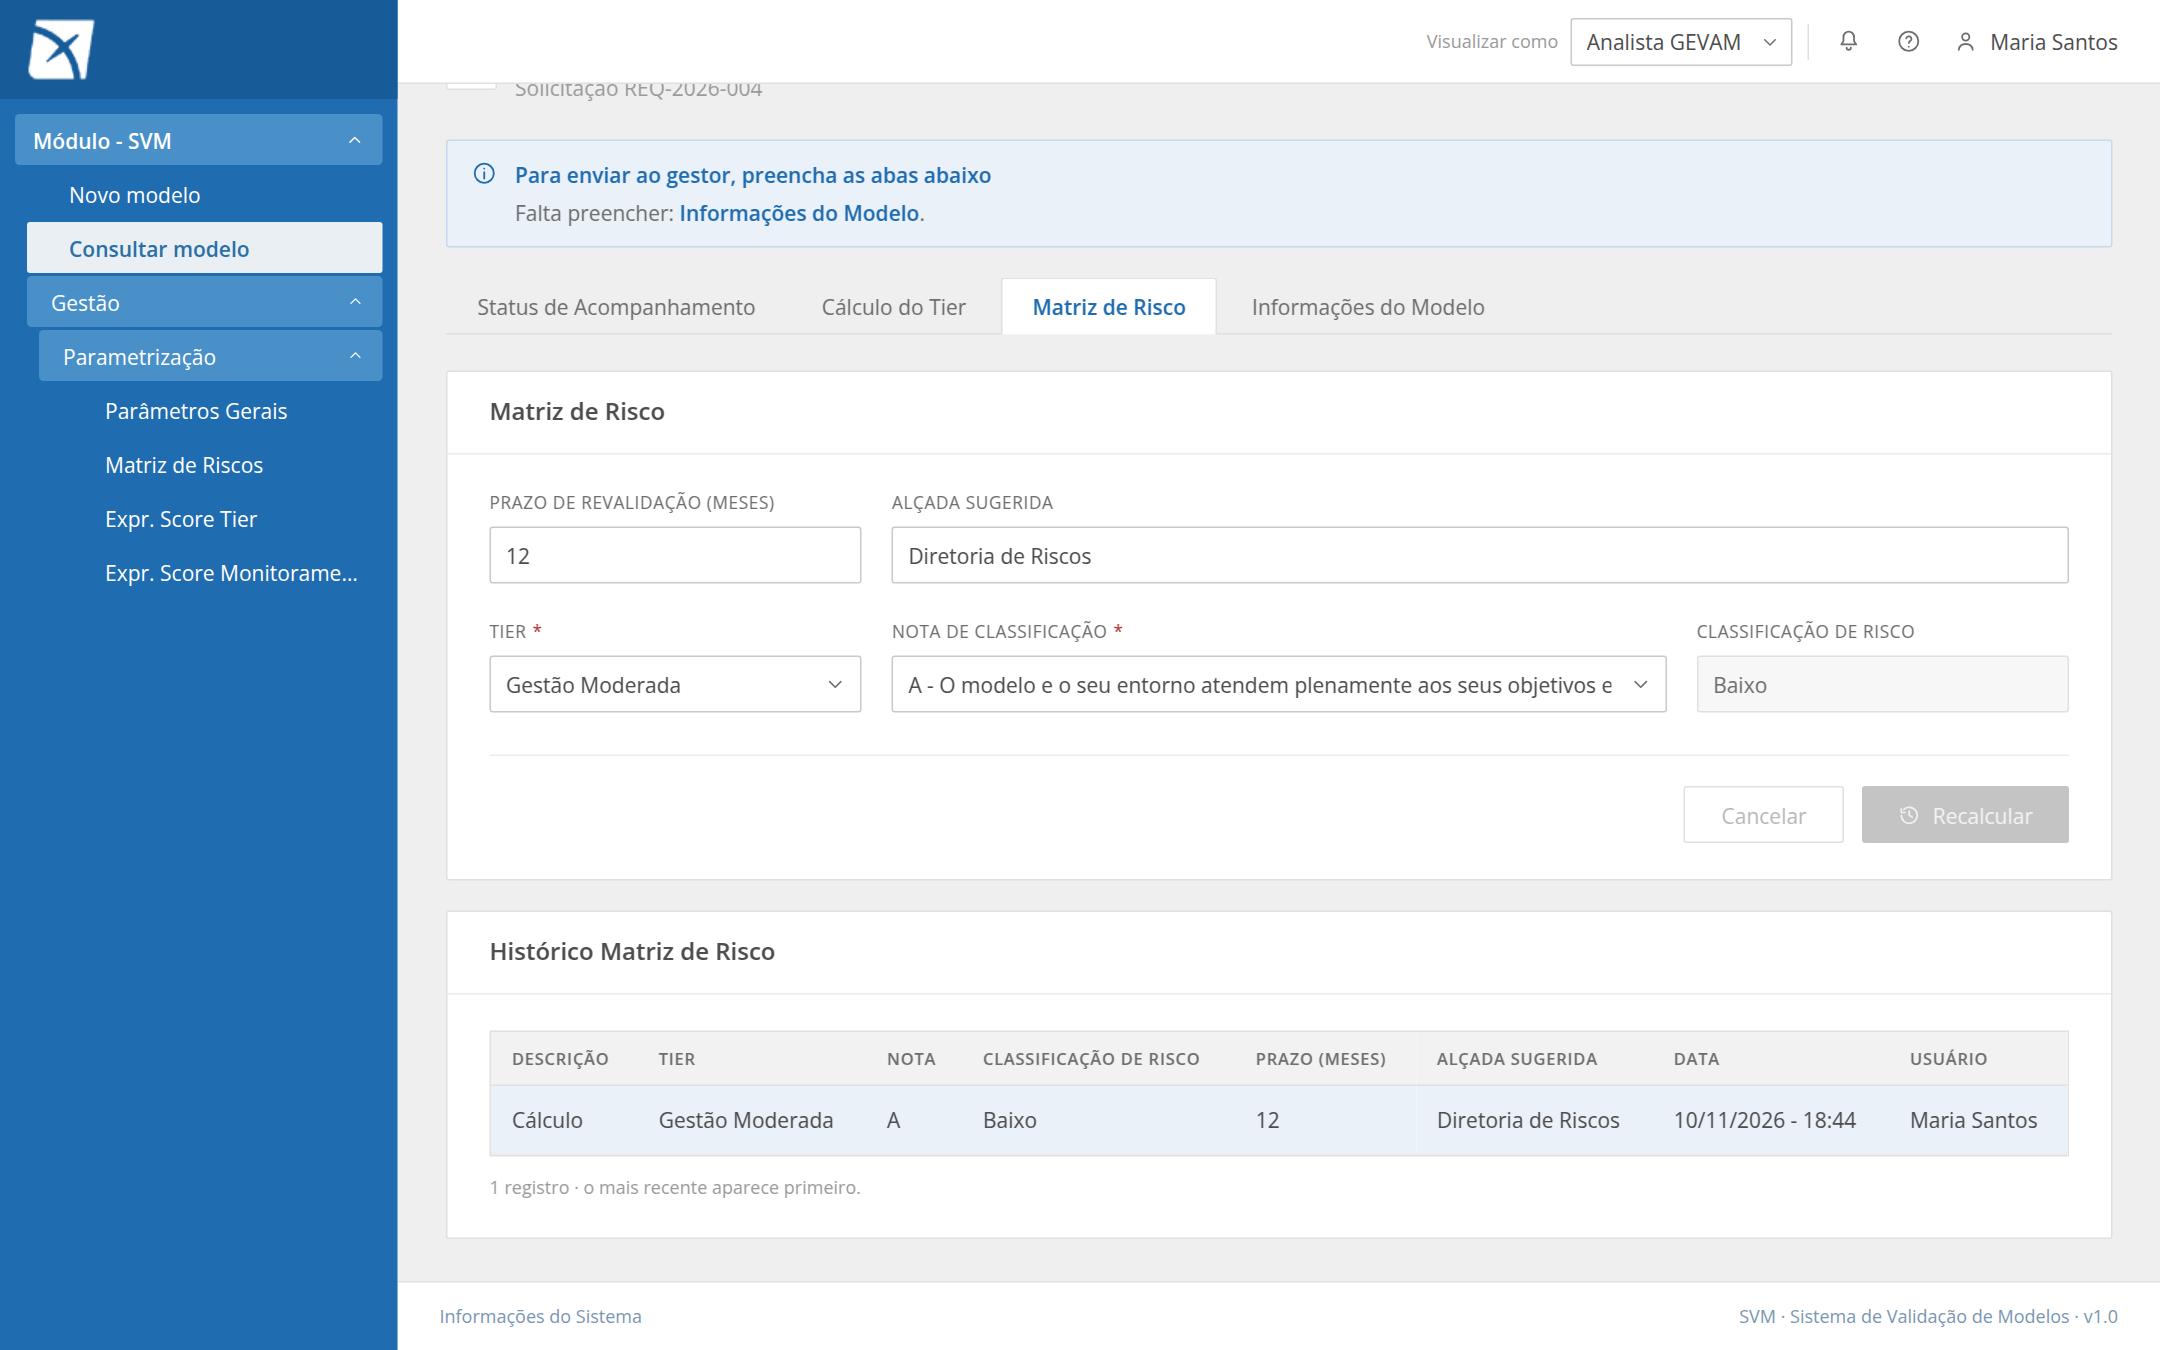 Visualizar como
Analista GEVAM
Maria Santos
Módulo - SVM
Novo modelo
Consultar modelo
Gestão
Parametrização
Parâmetros Gerais
Matriz de Riscos
Expr. Score Tier
Expr. Score Monitorame...
Solicitação REQ-2026-004
Para enviar ao gestor, preencha as abas abaixo
Falta preencher: Informações do Modelo.
Status de Acompanhamento
Cálculo do Tier
Matriz de Risco
Informações do Modelo
Matriz de Risco
PRAZO DE REVALIDAÇÃO (MESES)
ALÇADA SUGERIDA
12
Diretoria de Riscos
TIER *
NOTA DE CLASSIFICAÇÃO *
CLASSIFICAÇÃO DE RISCO
Gestão Moderada
A - O modelo e o seu entorno atendem plenamente aos seus objetivos e
Baixo
Cancelar
Recalcular
Histórico Matriz de Risco
DESCRIÇÃO TIER NOTA CLASSIFICAÇÃO DE RISCO PRAZO (MESES) ALÇADA SUGERIDA DATA USUÁRIO
Cálculo Gestão Moderada A Baixo 12 Diretoria de Riscos 10/11/2026 - 18:44 Maria Santos
1 registro · o mais recente aparece primeiro.
Informações do Sistema
SVM · Sistema de Validação de Modelos · v1.0